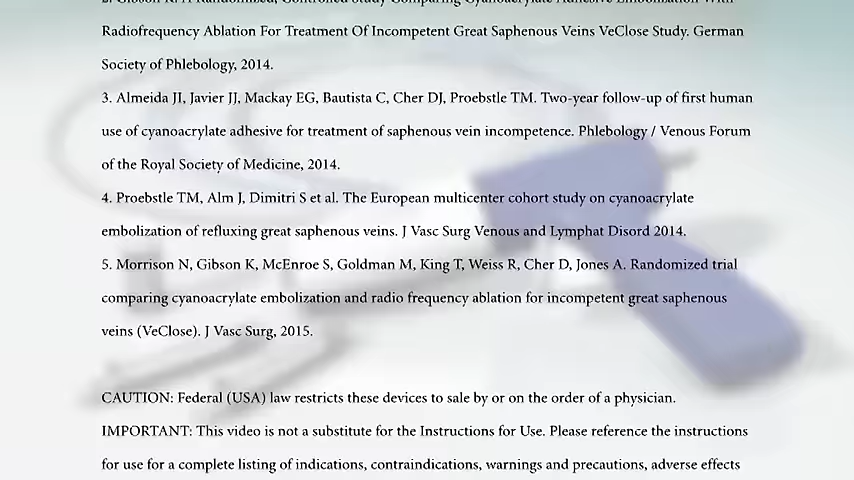 Radiofrequency Ablation For Treatment Of Incompetent Great Saphenous Veins VeClose Study. German
Society of Phlebology, 2014.
3. Almeida JI, Javier JJ, Mackay EG, Bautista C, Cher DJ, Proebstle TM. Two-year follow-up of first human
use of cyanoacrylate adhesive for treatment of saphenous vein incompetence. Phlebology / Venous Forum
of the Royal Society of Medicine, 2014.
4. Proebstle TM, Alm J, Dimitri S et al. The European multicenter cohort study on cyanoacrylate
embolization of refluxing great saphenous veins. J Vasc Surg Venous and Lymphat Disord 2014.
5. Morrison N, Gibson K, McEnroe S, Goldman M, King T, Weiss R, Cher D, Jones A. Randomized trial
comparing cyanoacrylate embolization and radio frequency ablation for incompetent great saphenous
veins (VeClose). J Vasc Surg, 2015.
CAUTION: Federal (USA) law restricts these devices to sale by or on the order of a physician.
IMPORTANT: This video is not a substitute for the Instructions for Use. Please reference the instructions
for use for a complete listing of indications, contraindications, warnings and precautions, adverse effects